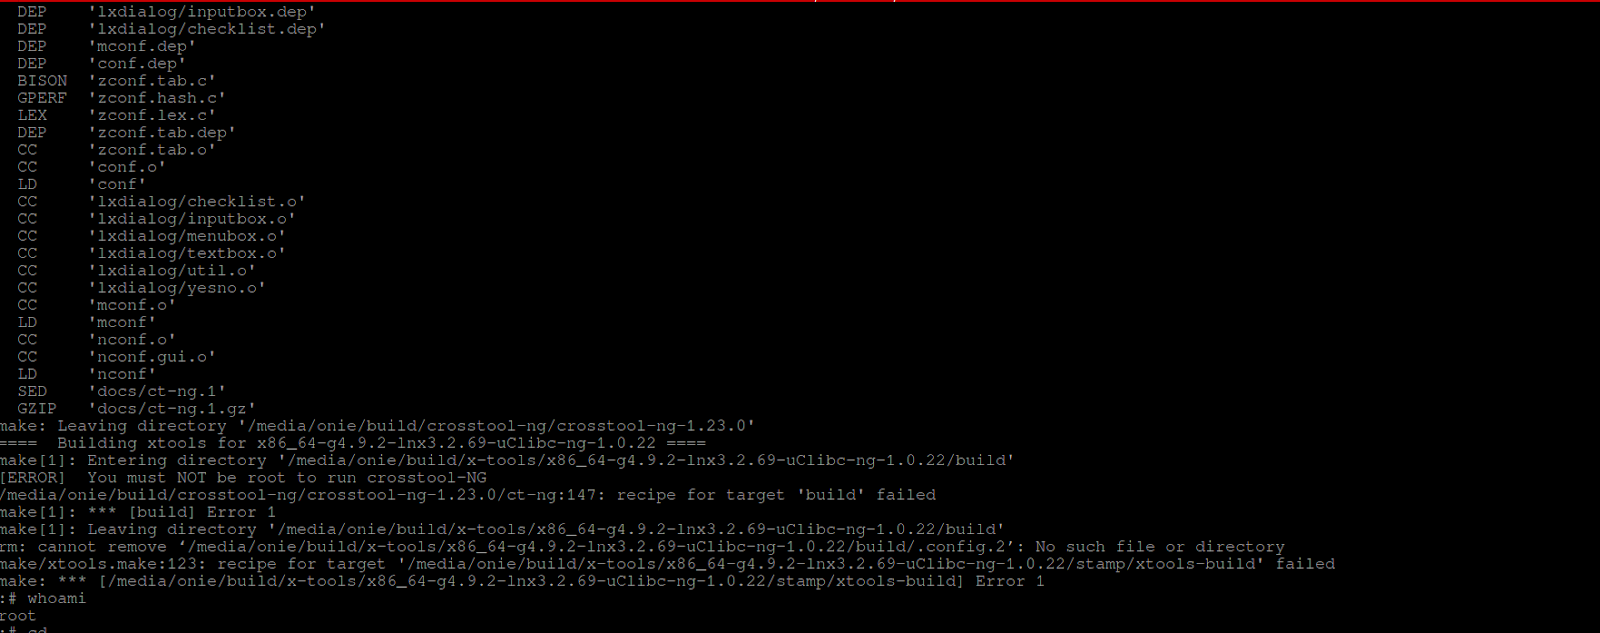 DEP     'lxdialog/inputbox.dep'
DEP     'lxdialog/checklist.dep'
DEP     'mconf.dep'
DEP     'conf.dep'
BISON   'zconf.tab.c'
GPERF   'zconf.hash.c'
LEX     'zconf.lex.c'
DEP     'zconf.tab.dep'
CC      'zconf.tab.o'
CC      'conf.o'
LD      'conf'
CC      'lxdialog/checklist.o'
CC      'lxdialog/inputbox.o'
CC      'lxdialog/menubox.o'
CC      'lxdialog/textbox.o'
CC      'lxdialog/util.o'
CC      'lxdialog/yesno.o'
CC      'mconf.o'
LD      'mconf'
CC      'nconf.o'
CC      'nconf.gui.o'
LD      'nconf'
SED     'docs/ct-ng.1'
GZIP    'docs/ct-ng.1.gz'
make: Leaving directory '/media/onie/build/crosstool-ng/crosstool-ng-1.23.0'
====  Building xtools for x86_64-g4.9.2-lnx3.2.69-uClibc-ng-1.0.22 ====
make[1]: Entering directory '/media/onie/build/x-tools/x86_64-g4.9.2-lnx3.2.69-uClibc-ng-1.0.22/build'
[ERROR]  You must NOT be root to run crosstool-NG
/media/onie/build/crosstool-ng/crosstool-ng-1.23.0/ct-ng:147: recipe for target 'build' failed
make[1]: *** [build] Error 1
make[1]: Leaving directory '/media/onie/build/x-tools/x86_64-g4.9.2-lnx3.2.69-uClibc-ng-1.0.22/build'
rm: cannot remove ‘/media/onie/build/x-tools/x86_64-g4.9.2-lnx3.2.69-uClibc-ng-1.0.22/build/.config.2’: No such file or directory
make/xtools.make:123: recipe for target '/media/onie/build/x-tools/x86_64-g4.9.2-lnx3.2.69-uClibc-ng-1.0.22/stamp/xtools-build' failed
make: *** [/media/onie/build/x-tools/x86_64-g4.9.2-lnx3.2.69-uClibc-ng-1.0.22/stamp/xtools-build] Error 1
:# whoami
root
:# cd